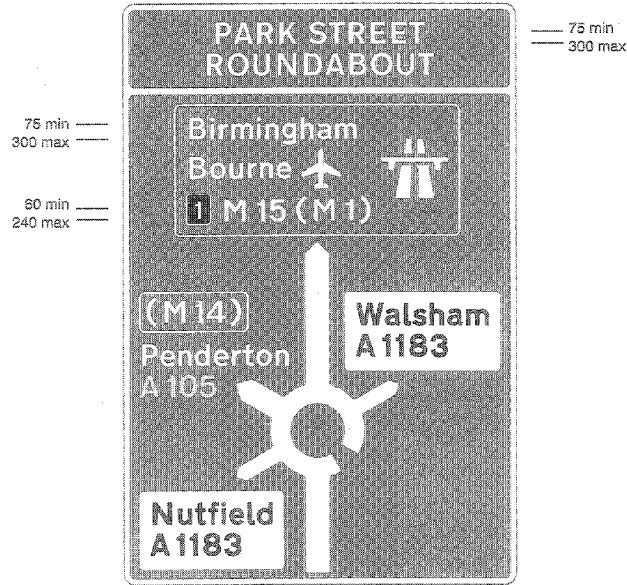 PARK STREET
ROUNDABOUT
75 min
300 max
75 min
300 max
Birmingham
Bourne
60 min
240 max
1 M 15 (M 1)
(M 14)
Penderton
A 105
Walsham
A 1183
Nutfield
A 1183